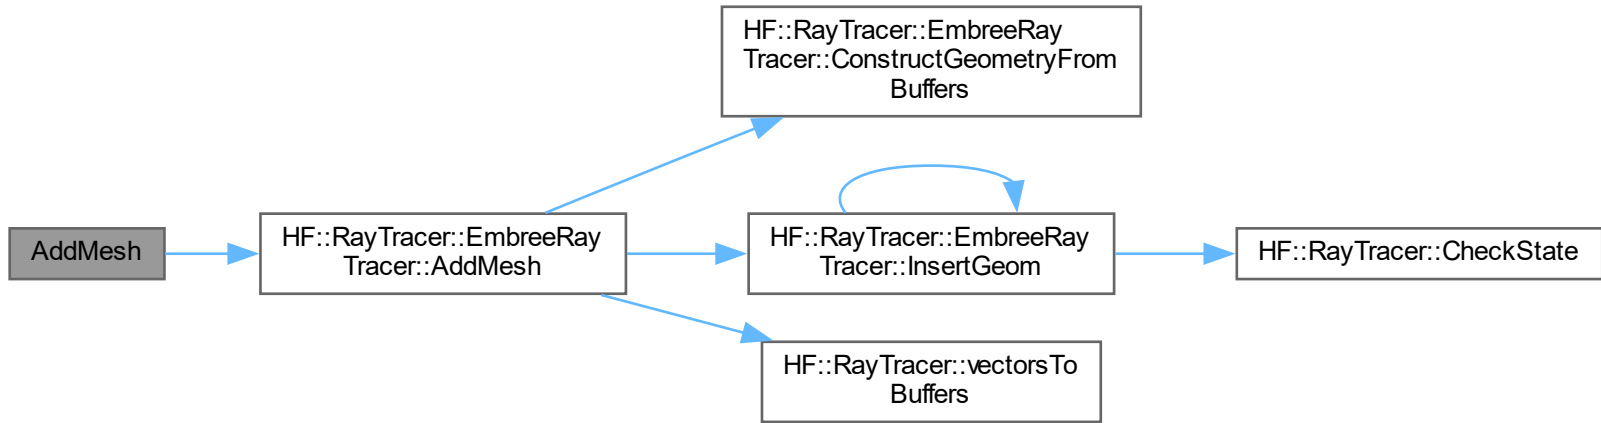 AddMesh
HF::RayTracer::EmbreeRay
Tracer::AddMesh
HF::RayTracer::EmbreeRay
Tracer::ConstructGeometryFrom
Buffers
HF::RayTracer::EmbreeRay
Tracer::InsertGeom
HF::RayTracer::CheckState
HF::RayTracer::vectorsTo
Buffers